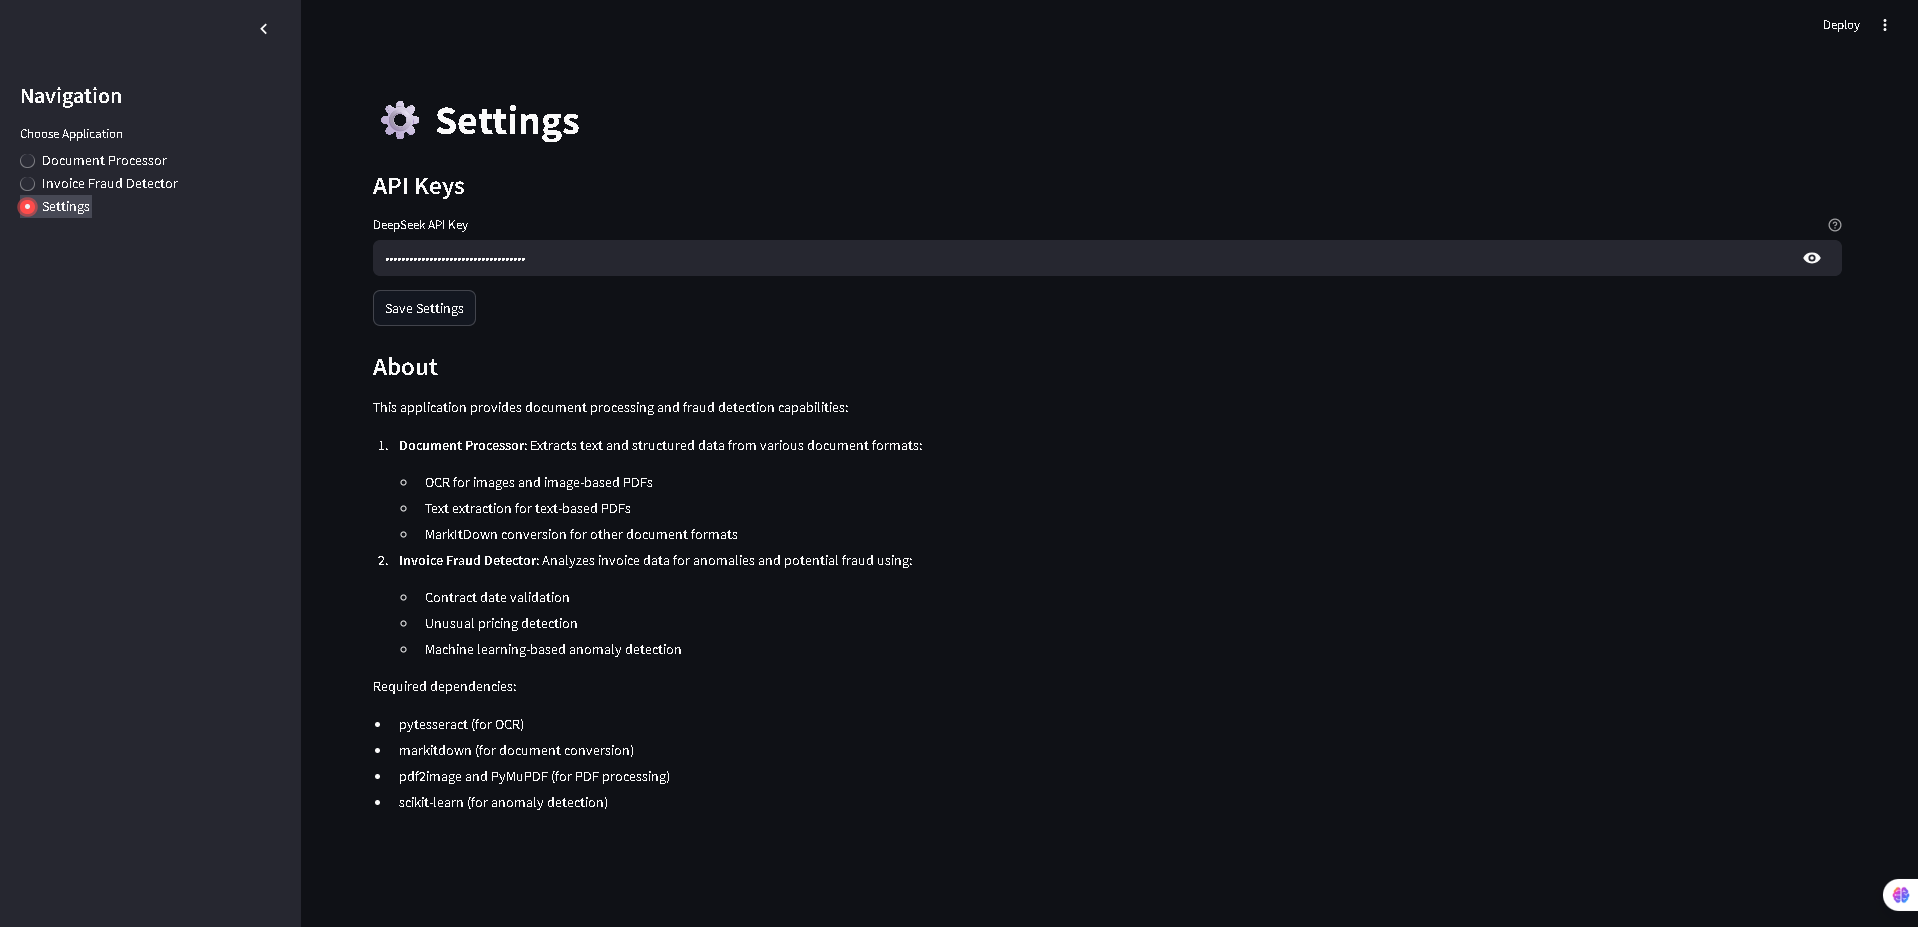 Deploy
Navigation
Choose Application
Document Processor
Invoice Fraud Detector
Settings
Settings
API Keys
DeepSeek API Key
Save Settings
About
This application provides document processing and fraud detection capabilities:
1. Document Processor: Extracts text and structured data from various document formats:
OCR for images and image-based PDFs
Text extraction for text-based PDFs
MarkItDown conversion for other document formats
2. Invoice Fraud Detector: Analyzes invoice data for anomalies and potential fraud using:
Contract date validation
Unusual pricing detection
Machine learning-based anomaly detection
Required dependencies:
pytesseract (for OCR)
markitdown (for document conversion)
pdf2image and PyMuPDF (for PDF processing)
scikit-learn (for anomaly detection)